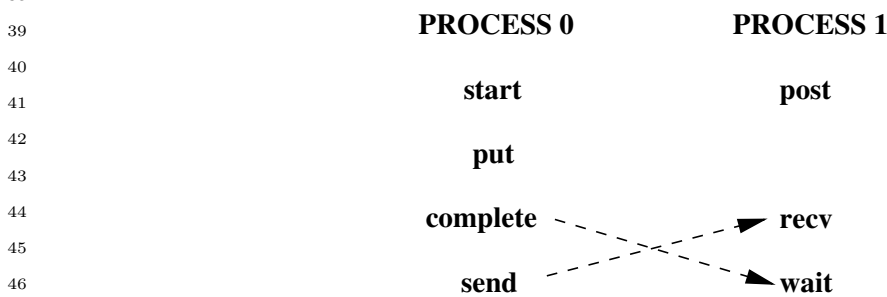 39 PROCESS 0 PROCESS 1
40
41 start post
42
43 put
44 complete recv
45
46 send wait